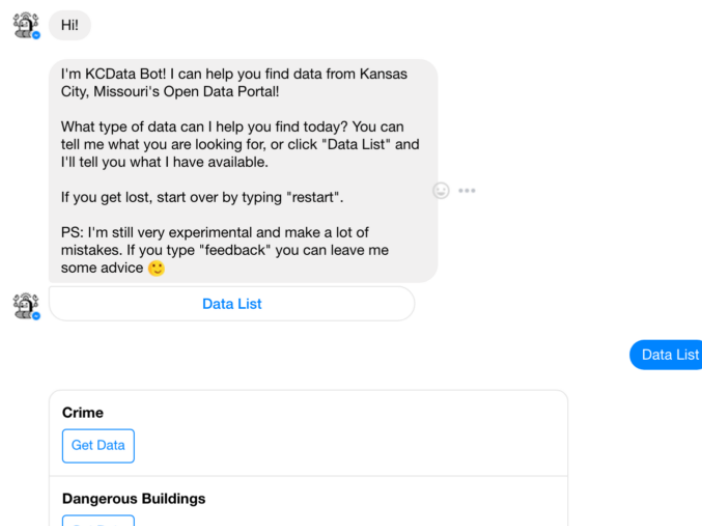 Hi!
I'm KCData Bot! I can help you find data from Kansas
City, Missouri's Open Data Portal!
What type of data can I help you find today? You can
tell me what you are looking for, or click "Data List" and
I'll tell you what I have available.
If you get lost, start over by typing "restart".
PS: I'm still very experimental and make a lot of
mistakes. If you type "feedback" you can leave me
some advice 🙂
Data List
Data List
Crime
Get Data
Dangerous Buildings